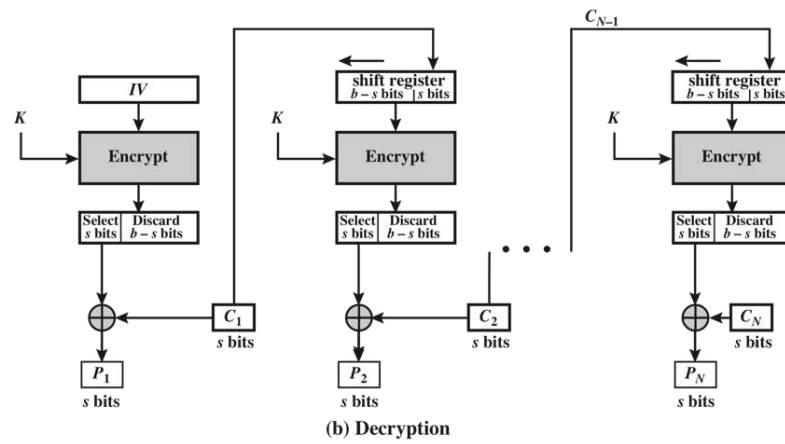 C_{N–1}
shift register
b – s bits | s bits
shift register
b – s bits | s bits
IV
K
K
K
Encrypt
Encrypt
Encrypt
Select Discard
s bits b – s bits
Select Discard
s bits b – s bits
Select Discard
s bits b – s bits
C_1
C_2
C_N
s bits
s bits
s bits
P_1
P_2
P_N
s bits
s bits
s bits
(b) Decryption